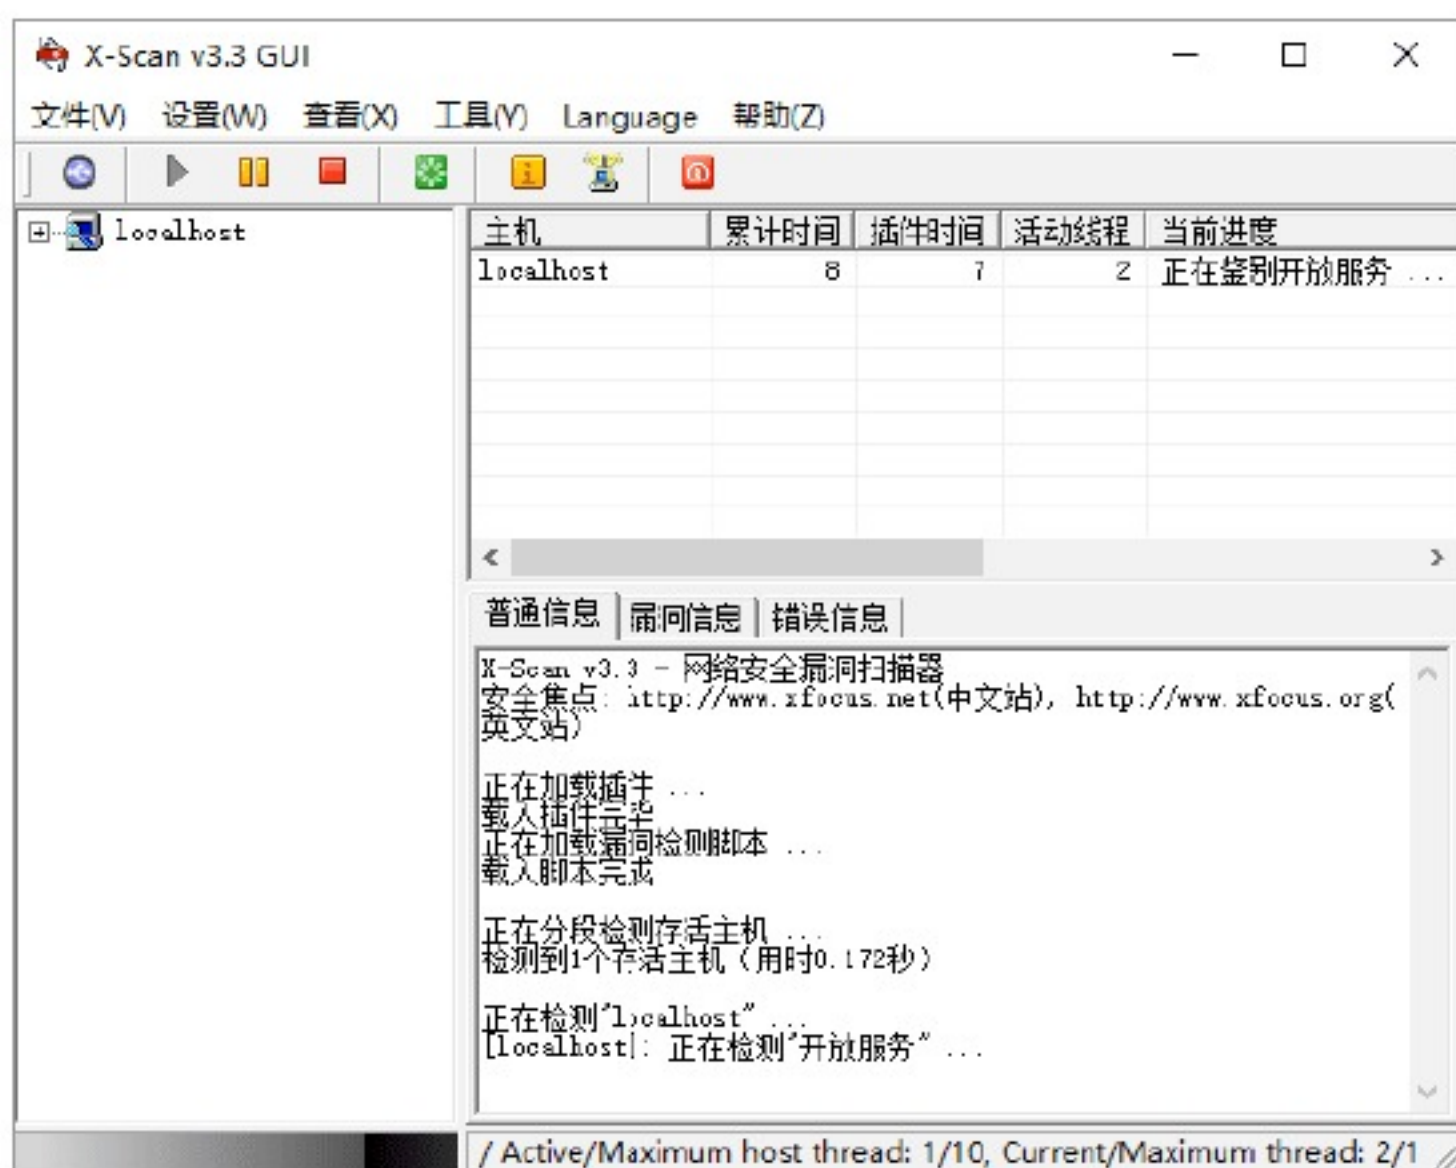 X-Scan v3.3 GUI
文件(V) 设置(W) 查看(X) 工具(Y) Language 帮助(Z)
localhost
主机 累计时间 插件时间 活动线程 当前进度
localhost 8 7 2 正在鉴别开放服务 ...
普通信息 漏洞信息 错误信息
X-Scan v3.3 - 网络安全漏洞扫描器
安全焦点: http://www.xfocus.net(中文站), http://www.xfocus.org(
英文站)
正在加载插件 ...
载入插件完毕
正在加载漏洞检测脚本 ...
载入脚本完成
正在分段检测存活主机 ...
检测到1个存活主机（用时0.172秒）
正在检测"localhost" ...
[localhost]: 正在检测"开放服务" ...
/ Active/Maximum host thread: 1/10, Current/Maximum thread: 2/1